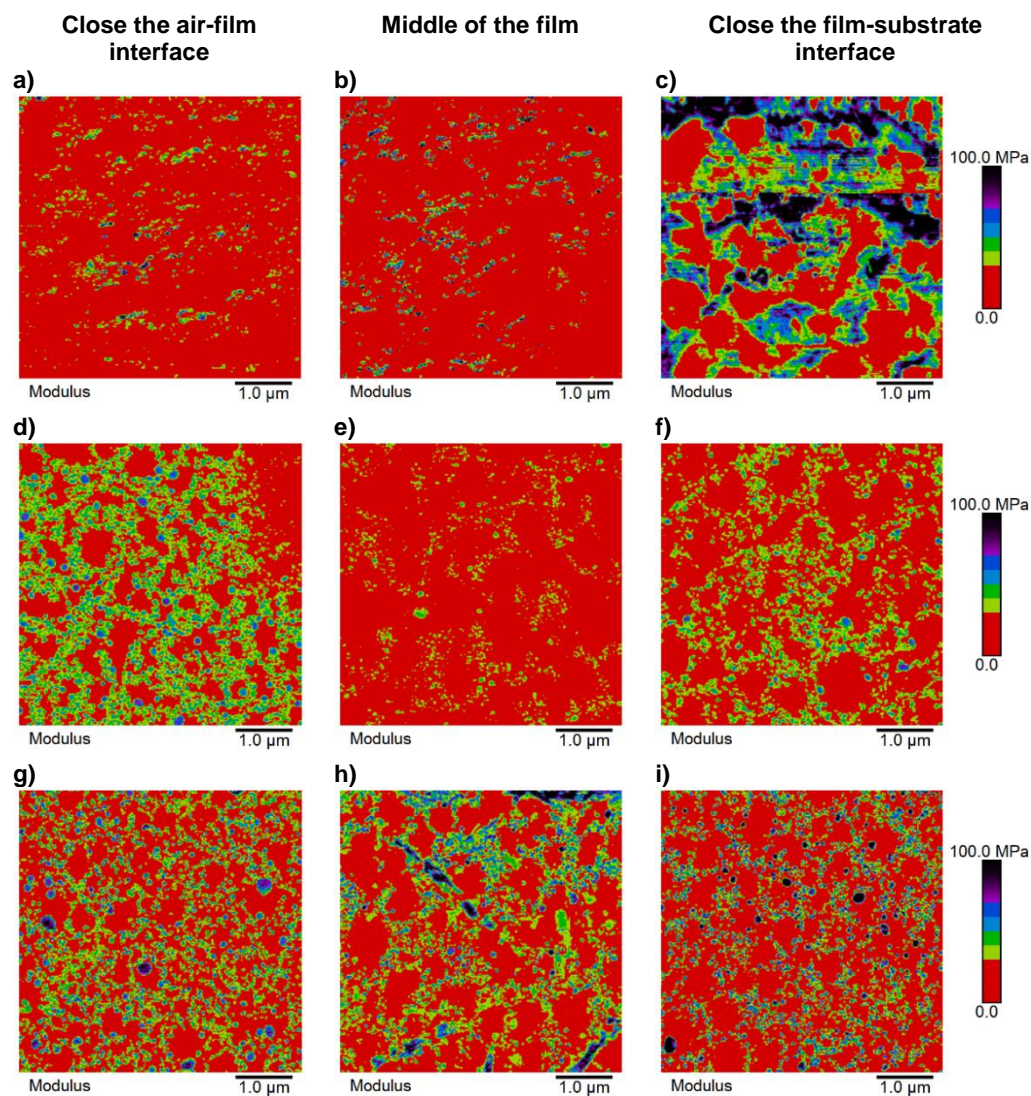 Close the air-film
interface
Middle of the film
Close the film-substrate
interface
a)
b)
c)
100.0 MPa
0.0
Modulus
1.0 µm
Modulus
1.0 µm
Modulus
1.0 µm
d)
e)
f)
100.0 MPa
0.0
Modulus
1.0 µm
Modulus
1.0 µm
Modulus
1.0 µm
g)
h)
i)
100.0 MPa
0.0
Modulus
1.0 µm
Modulus
1.0 µm
Modulus
1.0 µm